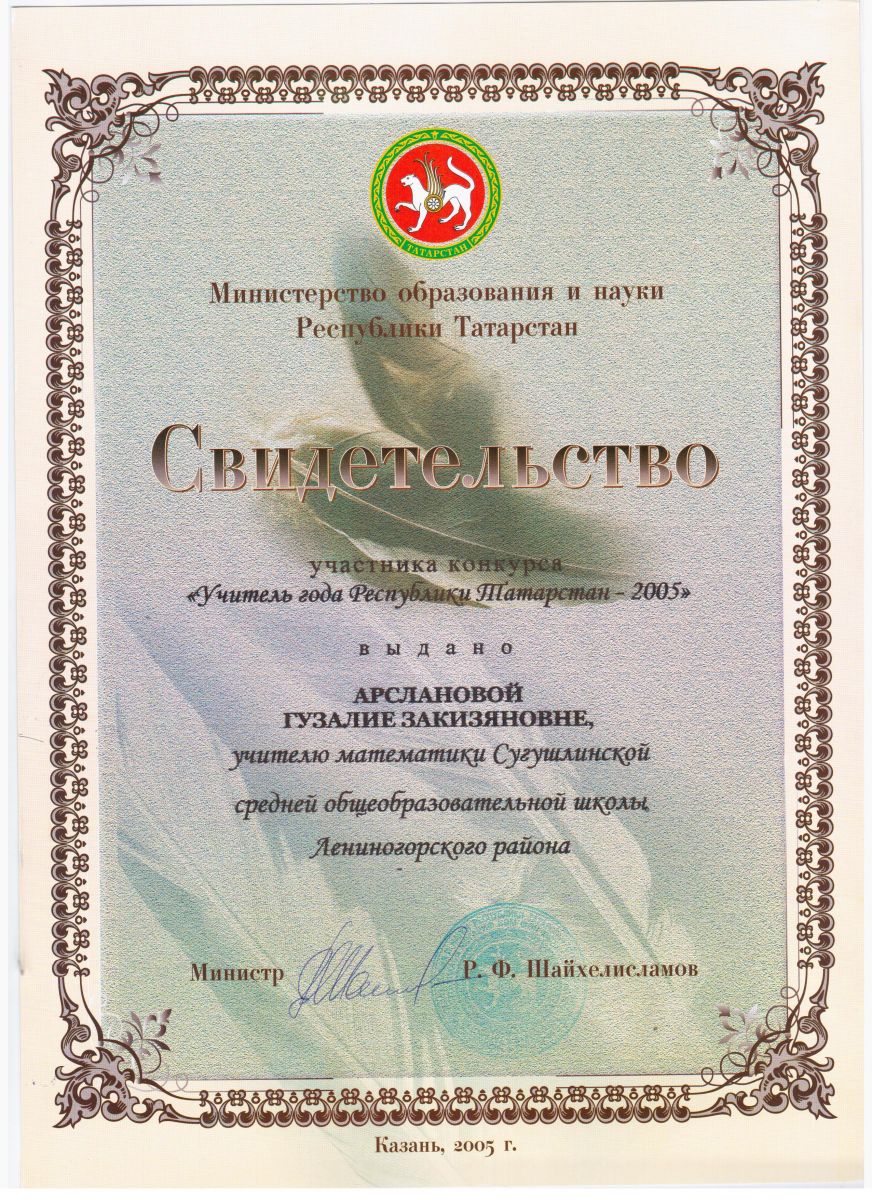 ТАТАРСТАН
Министерство образования и науки
Республики Татарстан
Свидетельство
участника конкурса
«Учитель года Республики Татарстан - 2005»
выдано
АРСЛАНОВОЙ
ГУЗАЛИЕ ЗАКИЗЯНОВНЕ,
учителю математики Сугушлинской
средней общеобразовательной школы
Лениногорского района
Министр Р. Ф. Шайхелисламов
Казань, 2005 г.